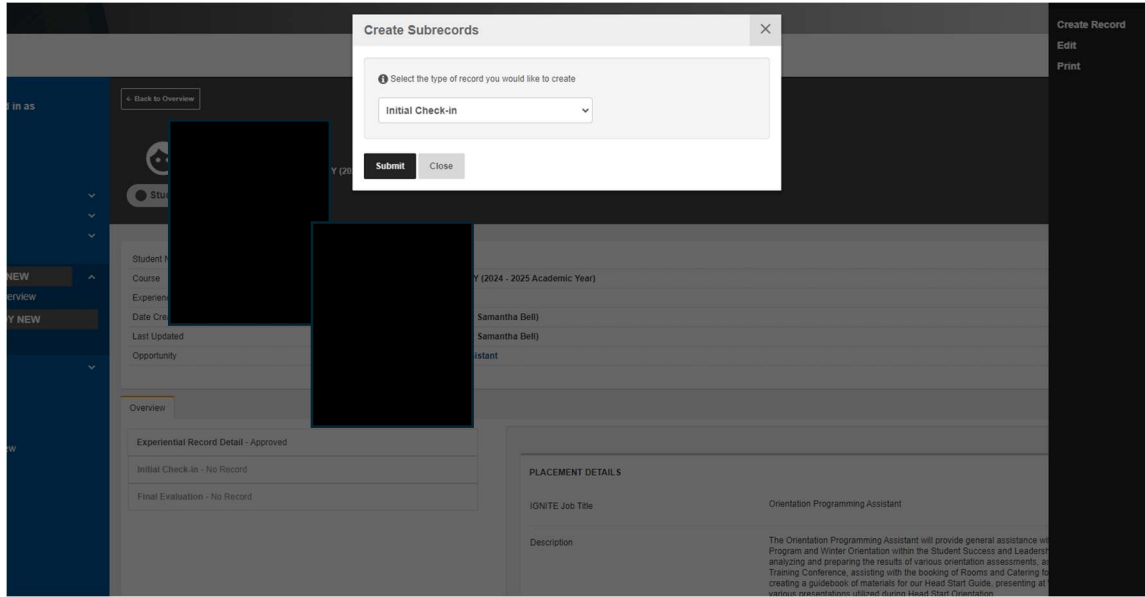 Create Subrecords
Select the type of record you would like to create
Initial Check-in
Submit
Close
Create Record
Edit
Print
in as
← Back to Overview
Y (20
NEW
erview
Y NEW
ew
Student N
Course
Y (2024 - 2025 Academic Year)
Date Cre
Samantha Bell)
Last Updated
Samantha Bell)
Opportunity
istant
Overview
Experiential Record Detail - Approved
Initial Check-in - No Record
Final Evaluation - No Record
PLACEMENT DETAILS
IGNITE Job Title
Orientation Programming Assistant
Description
The Orientation Programming Assistant will provide general assistance wi
Program and Winter Orientation within the Student Success and Leadersh
analyzing and preparing the results of various orientation assessments, as
Training Conference, assisting with the booking of Rooms and Catering fo
creating a guidebook of materials for our Head Start Guide, presenting at
various presentations utilized during Head Start Orientation